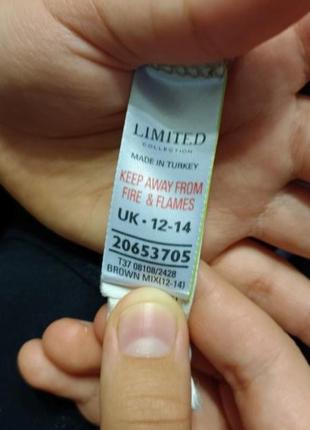 LIMITED
COLLECTION
MADE IN TURKEY
KEEP AWAY FROM
FIRE & FLAMES
UK - 12-14
20653705
T37 08108/2428
BROWN MIX(12-14)